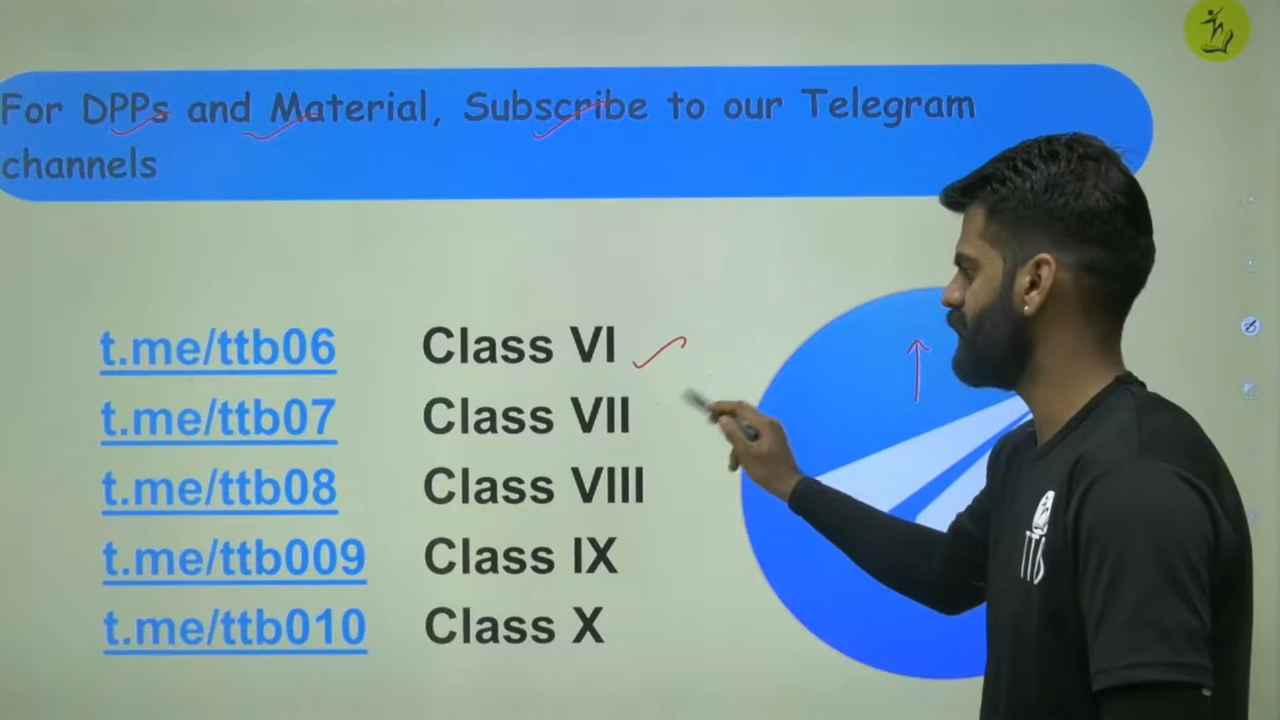 For DPPs and Material, Subscribe to our Telegram
channels
t.me/ttb06 Class VI
t.me/ttb07 Class VII
t.me/ttb08 Class VIII
t.me/ttb009 Class IX
t.me/ttb010 Class X
TTB